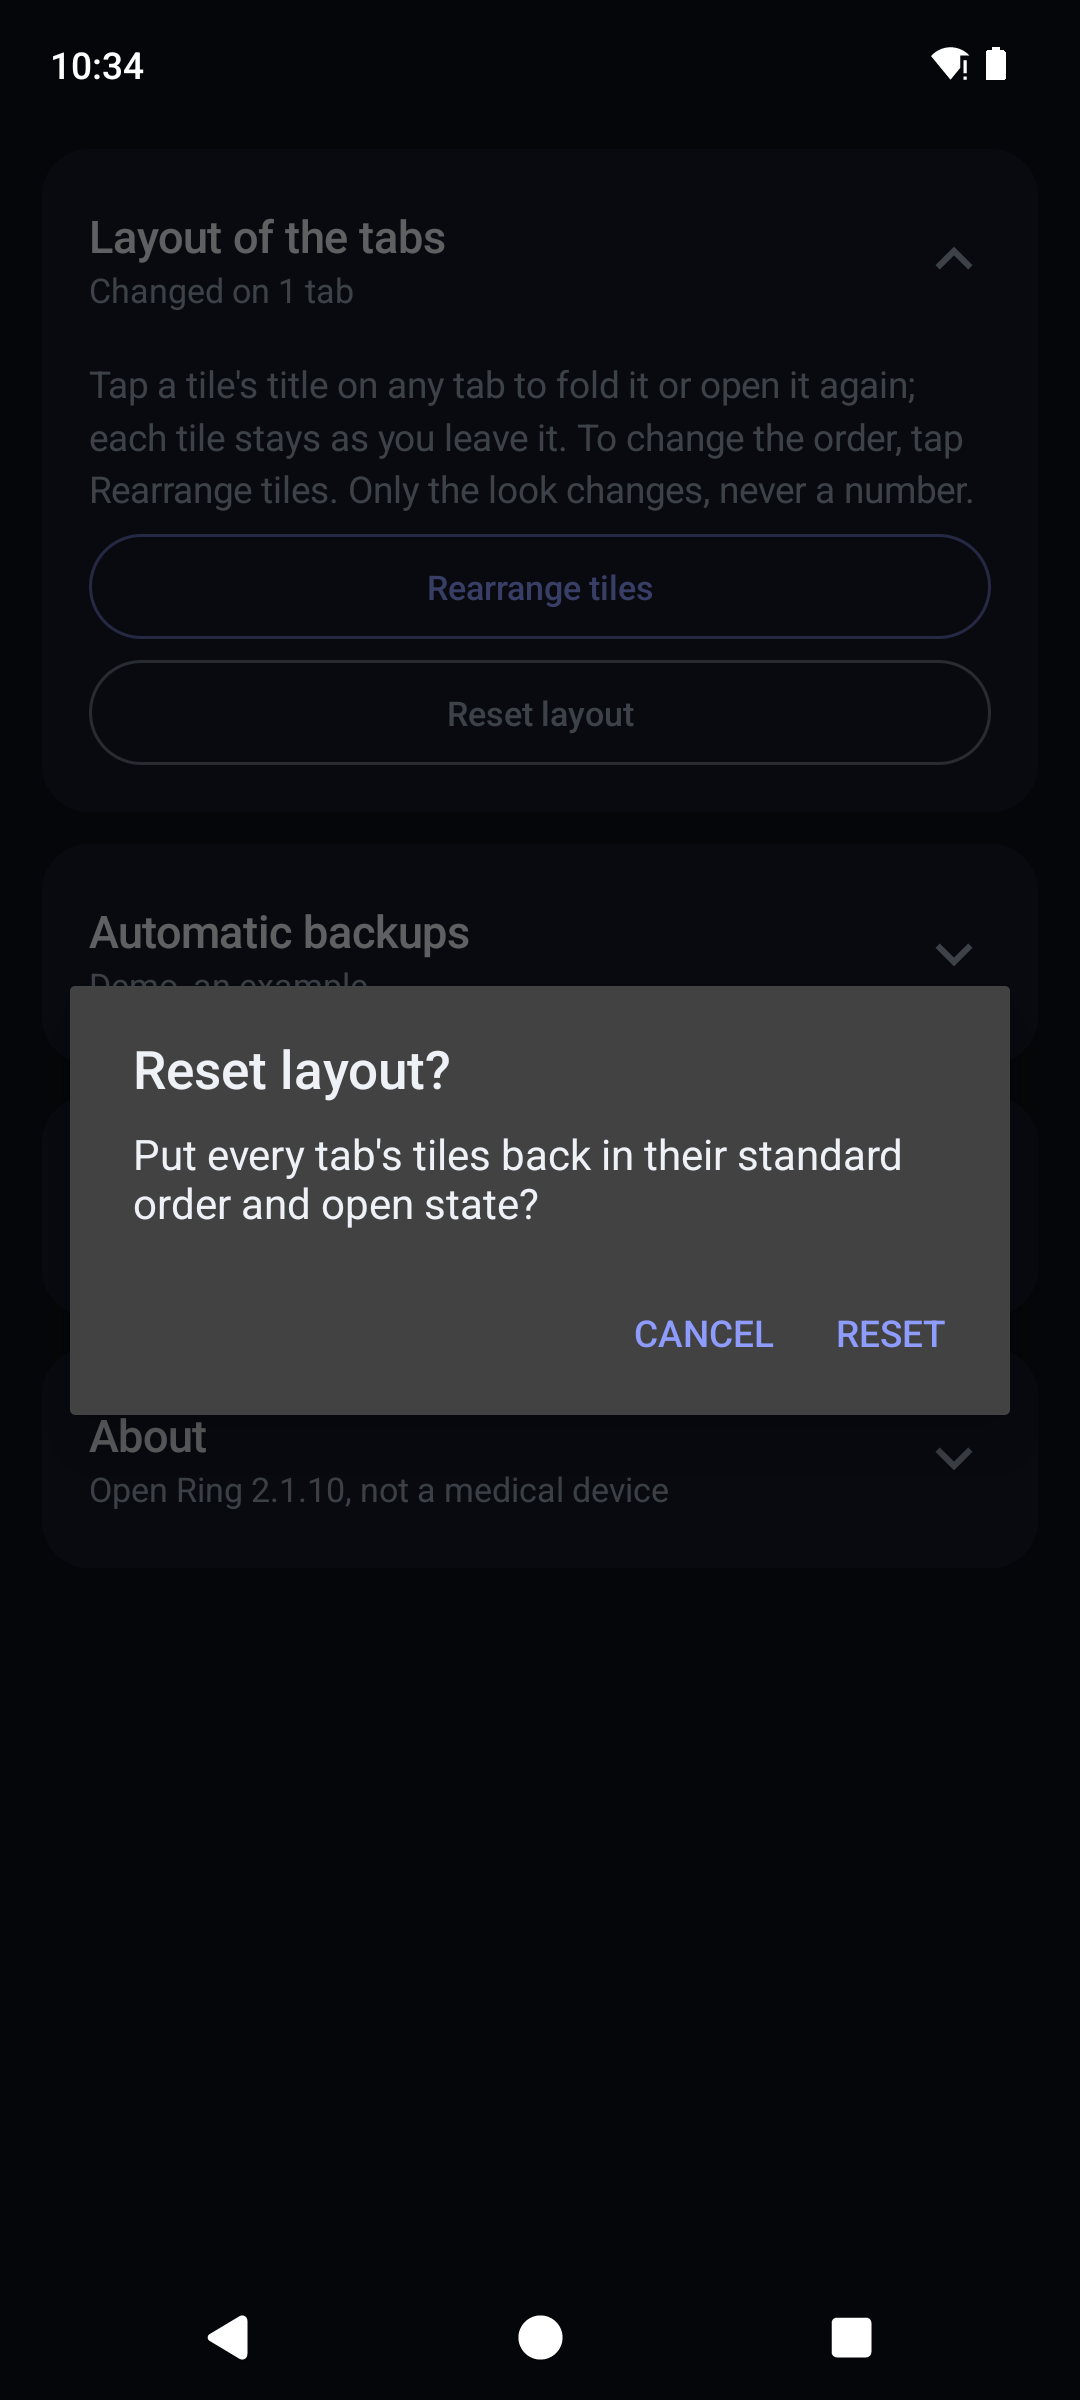 10:34
Layout of the tabs
Changed on 1 tab
Tap a tile's title on any tab to fold it or open it again;
each tile stays as you leave it. To change the order, tap
Rearrange tiles. Only the look changes, never a number.
Rearrange tiles
Reset layout
Automatic backups
Demo, an example
Reset layout?
Put every tab's tiles back in their standard
order and open state?
CANCEL
RESET
About
Open Ring 2.1.10, not a medical device